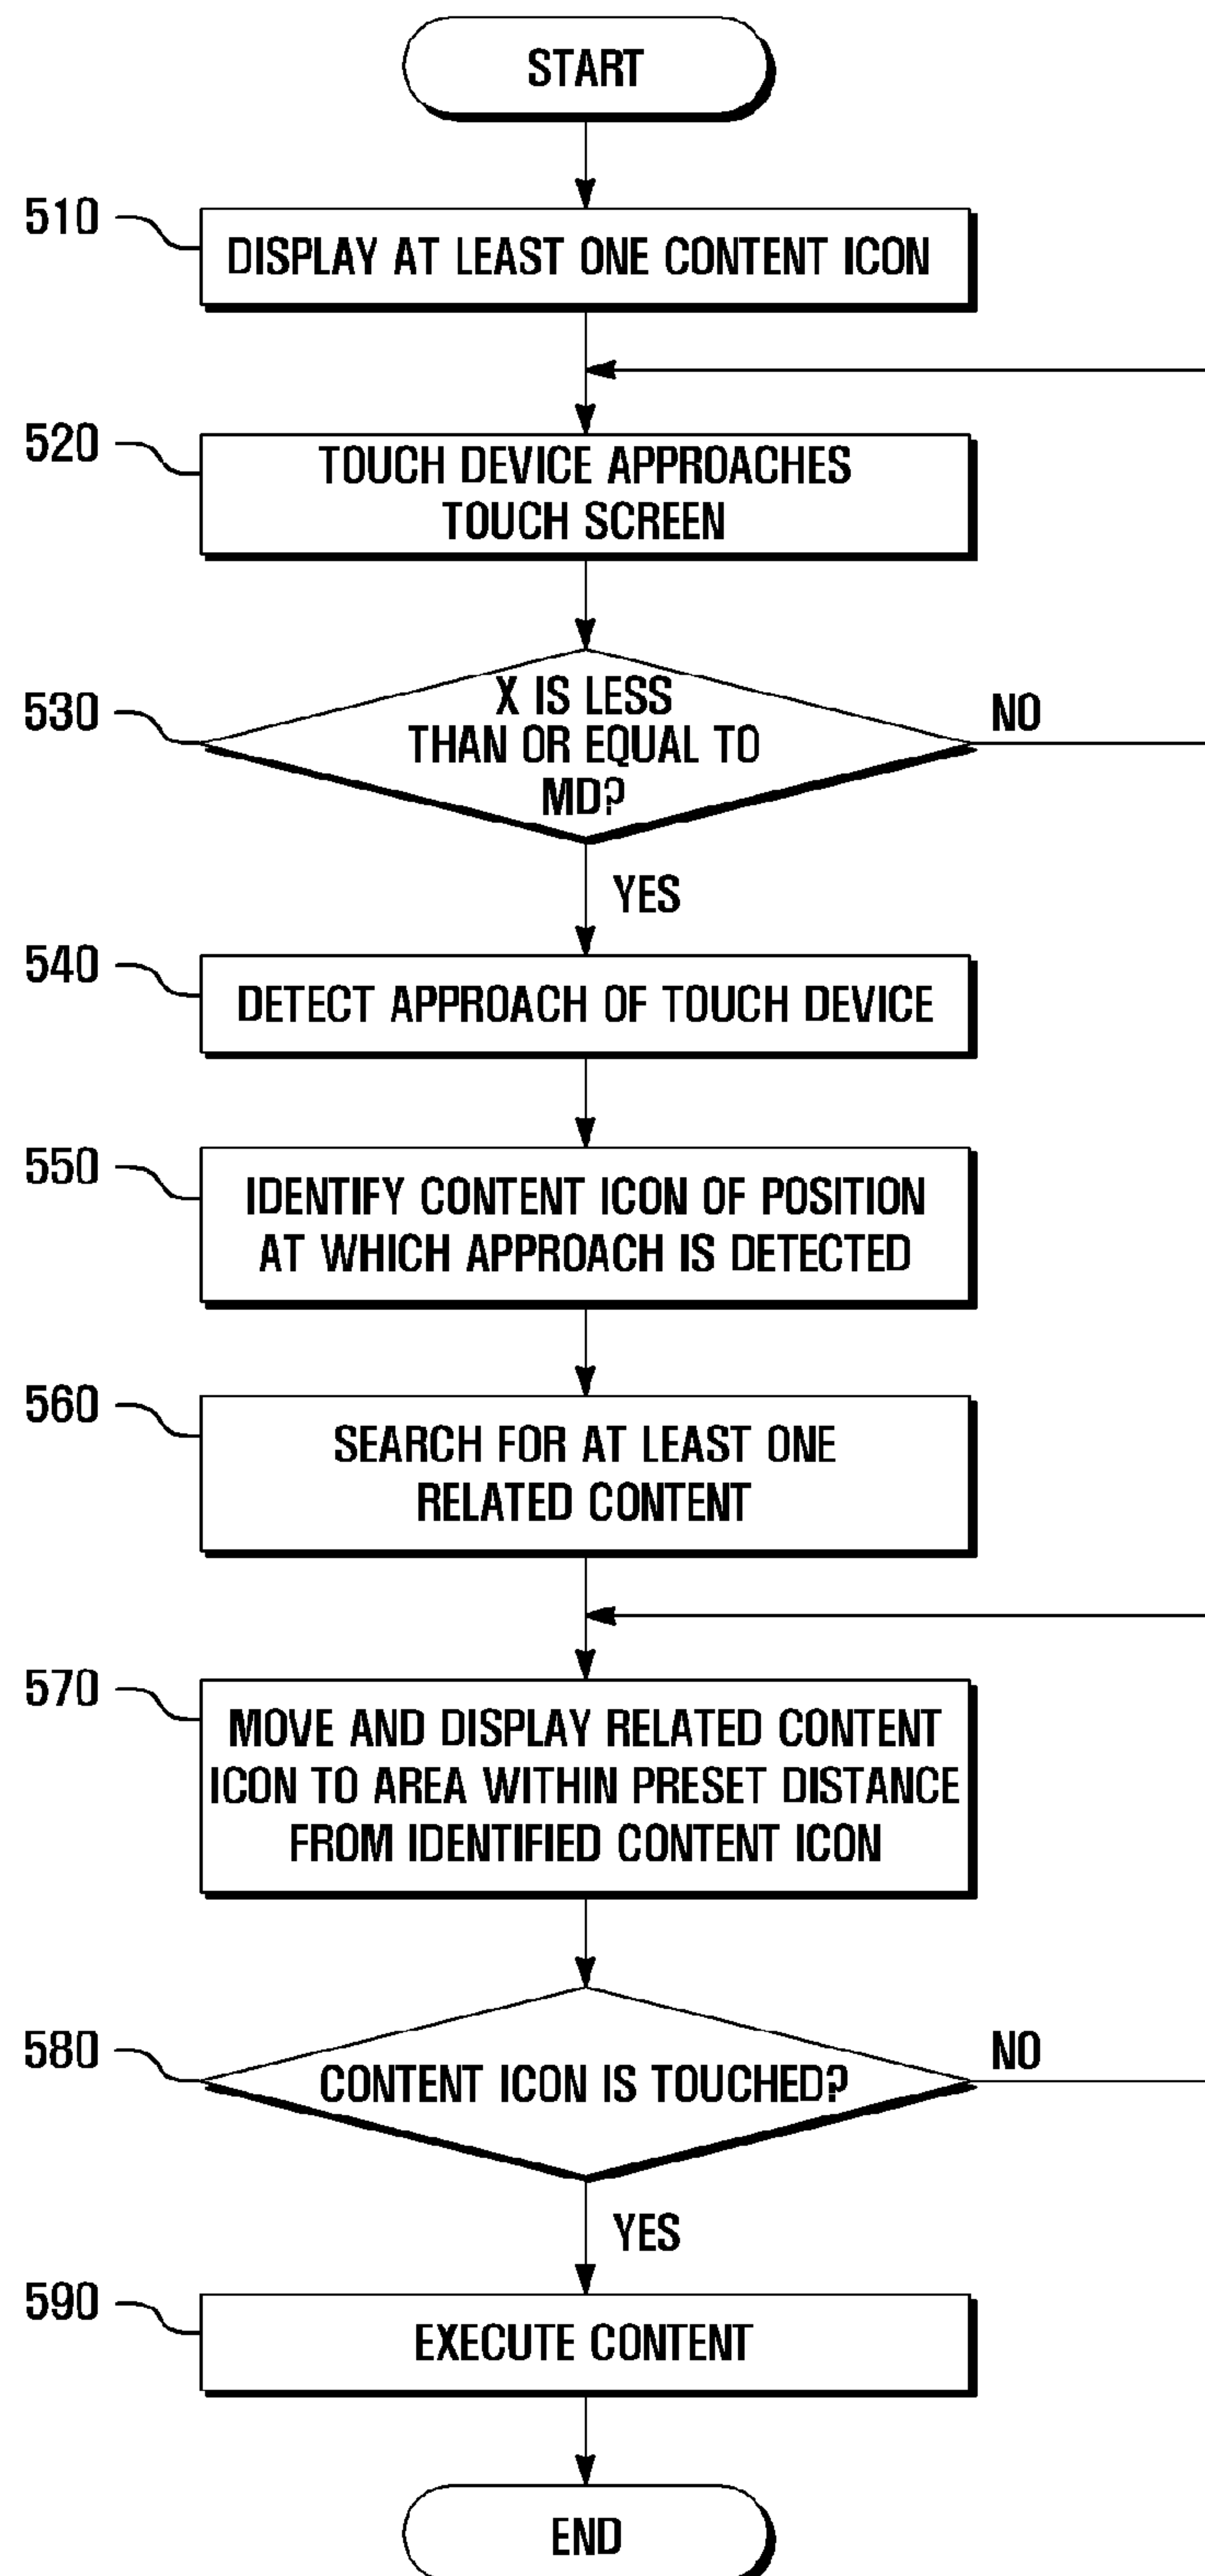 START
510
DISPLAY AT LEAST ONE CONTENT ICON
520
TOUCH DEVICE APPROACHES
TOUCH SCREEN
530
X IS LESS
THAN OR EQUAL TO
MD?
NO
YES
540
DETECT APPROACH OF TOUCH DEVICE
550
IDENTIFY CONTENT ICON OF POSITION
AT WHICH APPROACH IS DETECTED
560
SEARCH FOR AT LEAST ONE
RELATED CONTENT
570
MOVE AND DISPLAY RELATED CONTENT
ICON TO AREA WITHIN PRESET DISTANCE
FROM IDENTIFIED CONTENT ICON
580
CONTENT ICON IS TOUCHED?
NO
YES
590
EXECUTE CONTENT
END